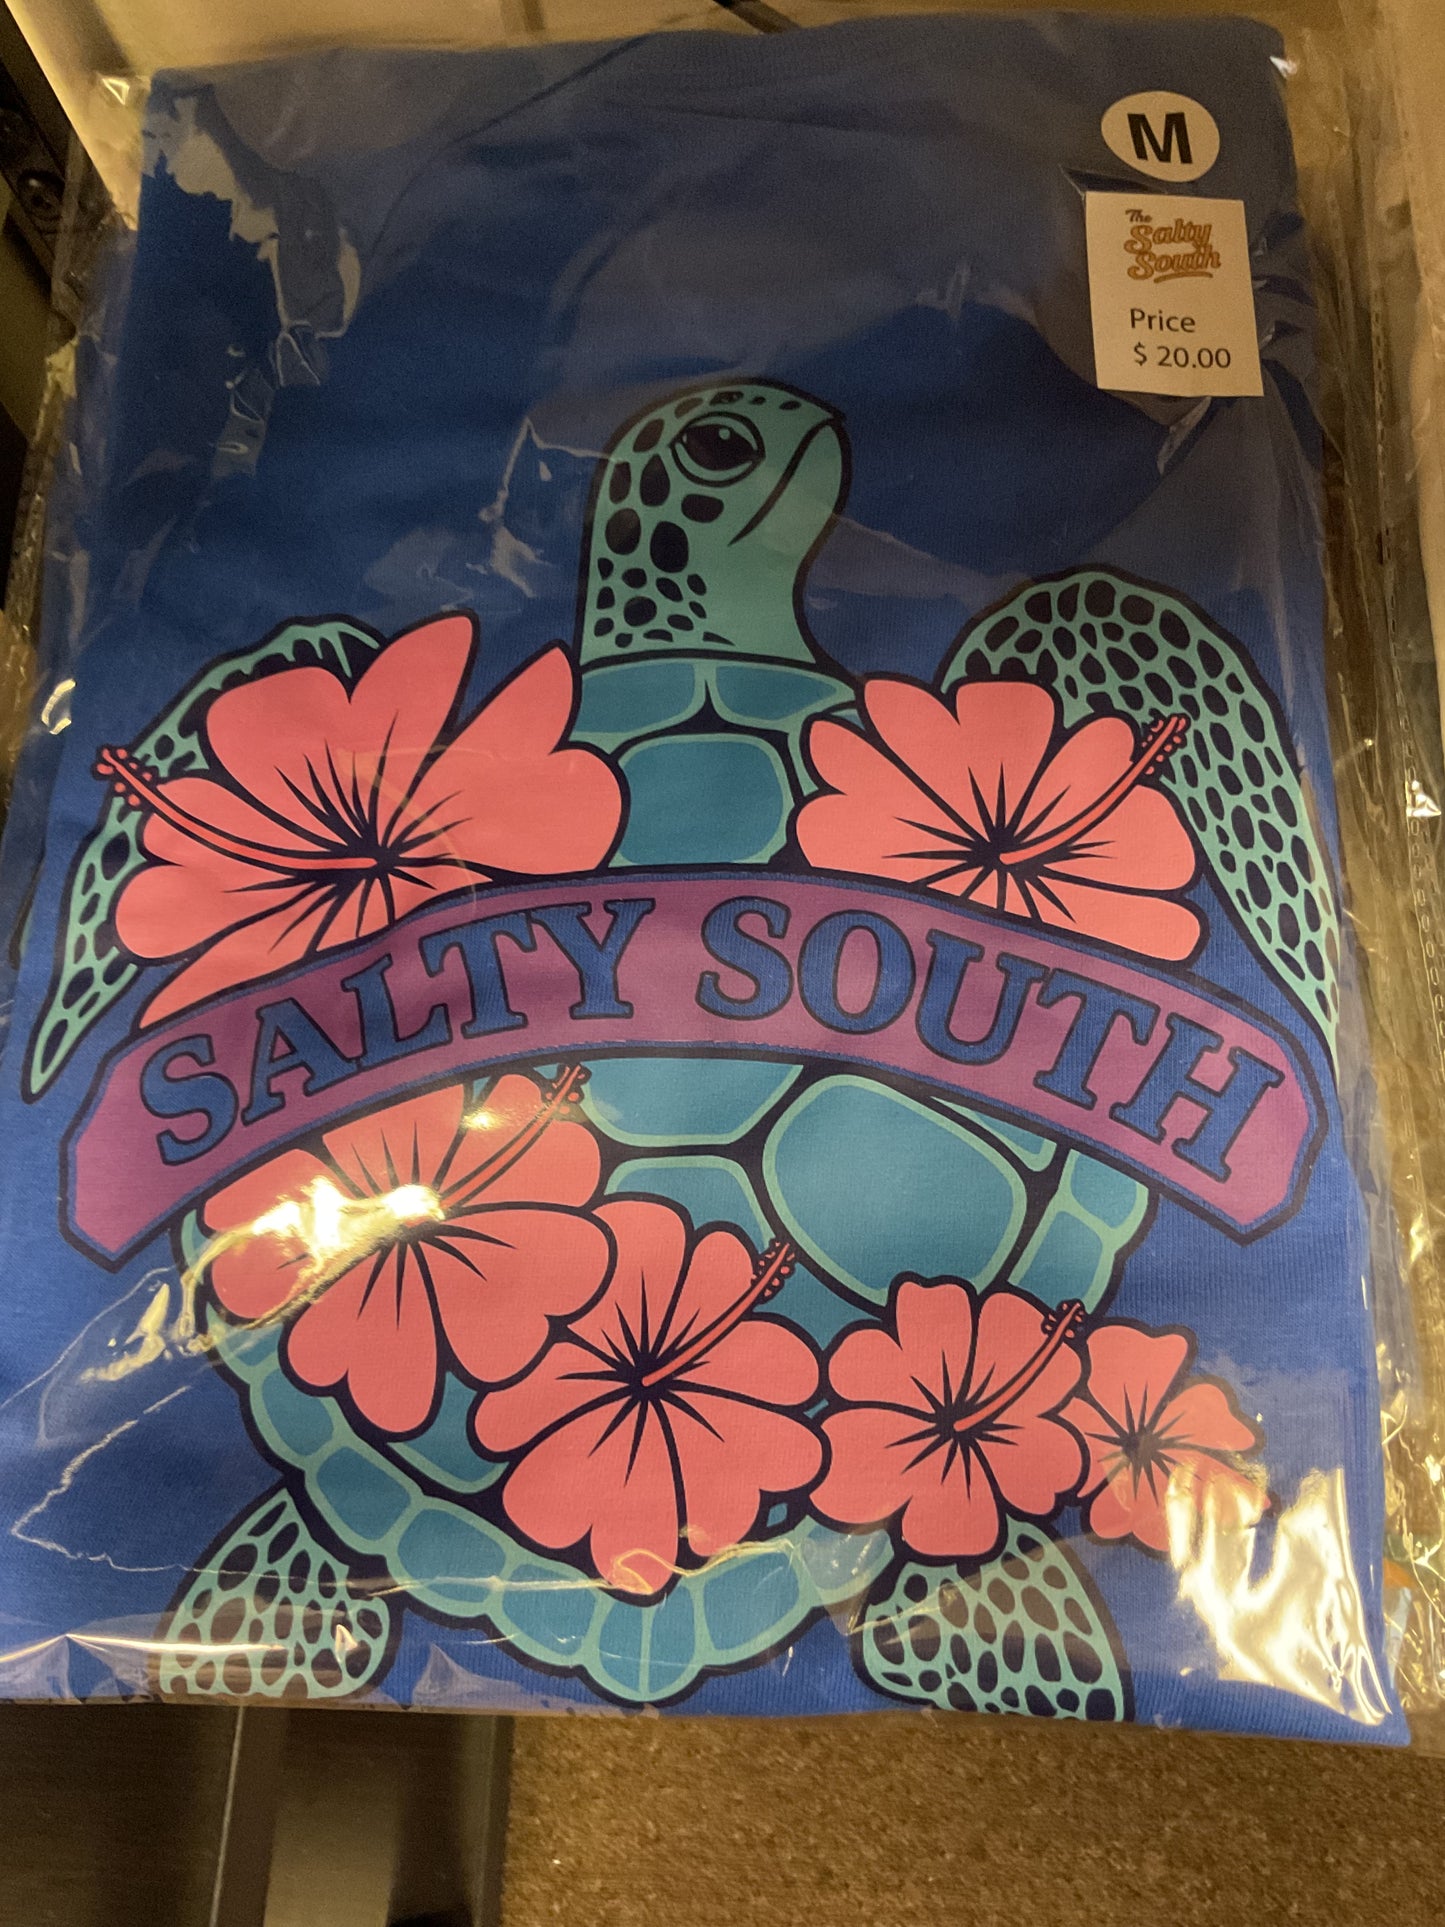 M
The
Salty
South
Price
$ 20.00
SALTY SOUTH